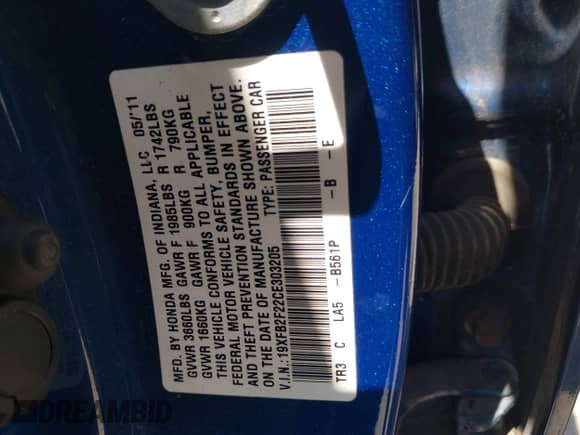 MFD. BY HONDA MFG. OF INDIANA, LLC 05/'11
GVWR 3660LBS GAWR F 1985LBS R 1742LBS
GVWR 1660KG GAWR F 900KG R 790KG
THIS VEHICLE CONFORMS TO ALL APPLICABLE
FEDERAL MOTOR VEHICLE SAFETY, BUMPER,
AND THEFT PREVENTION STANDARDS IN EFFECT
ON THE DATE OF MANUFACTURE SHOWN ABOVE.
V.I.N.:19XFB2F22CE303205 TYPE: PASSENGER CAR
TR3 C LA5 -B561P -B -E
DREAMBID